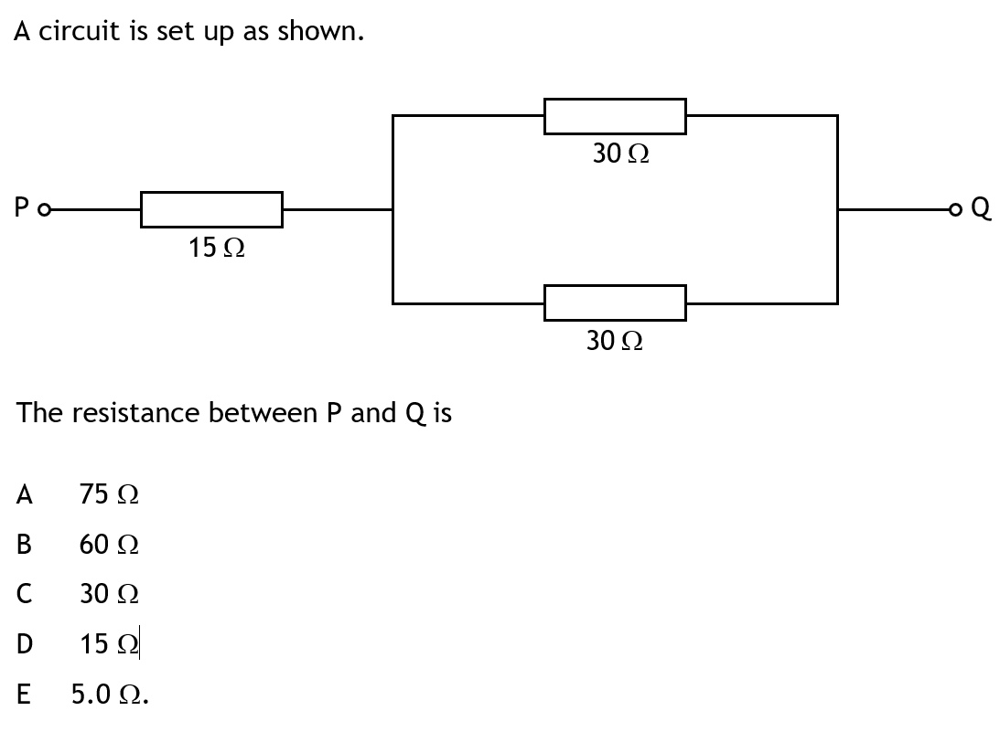 A circuit is set up as shown.
30 Ω
P
Q
15 Ω
30 Ω
The resistance between P and Q is
A 75 Ω
B 60 Ω
C 30 Ω
D 15 Ω
E 5.0 Ω.